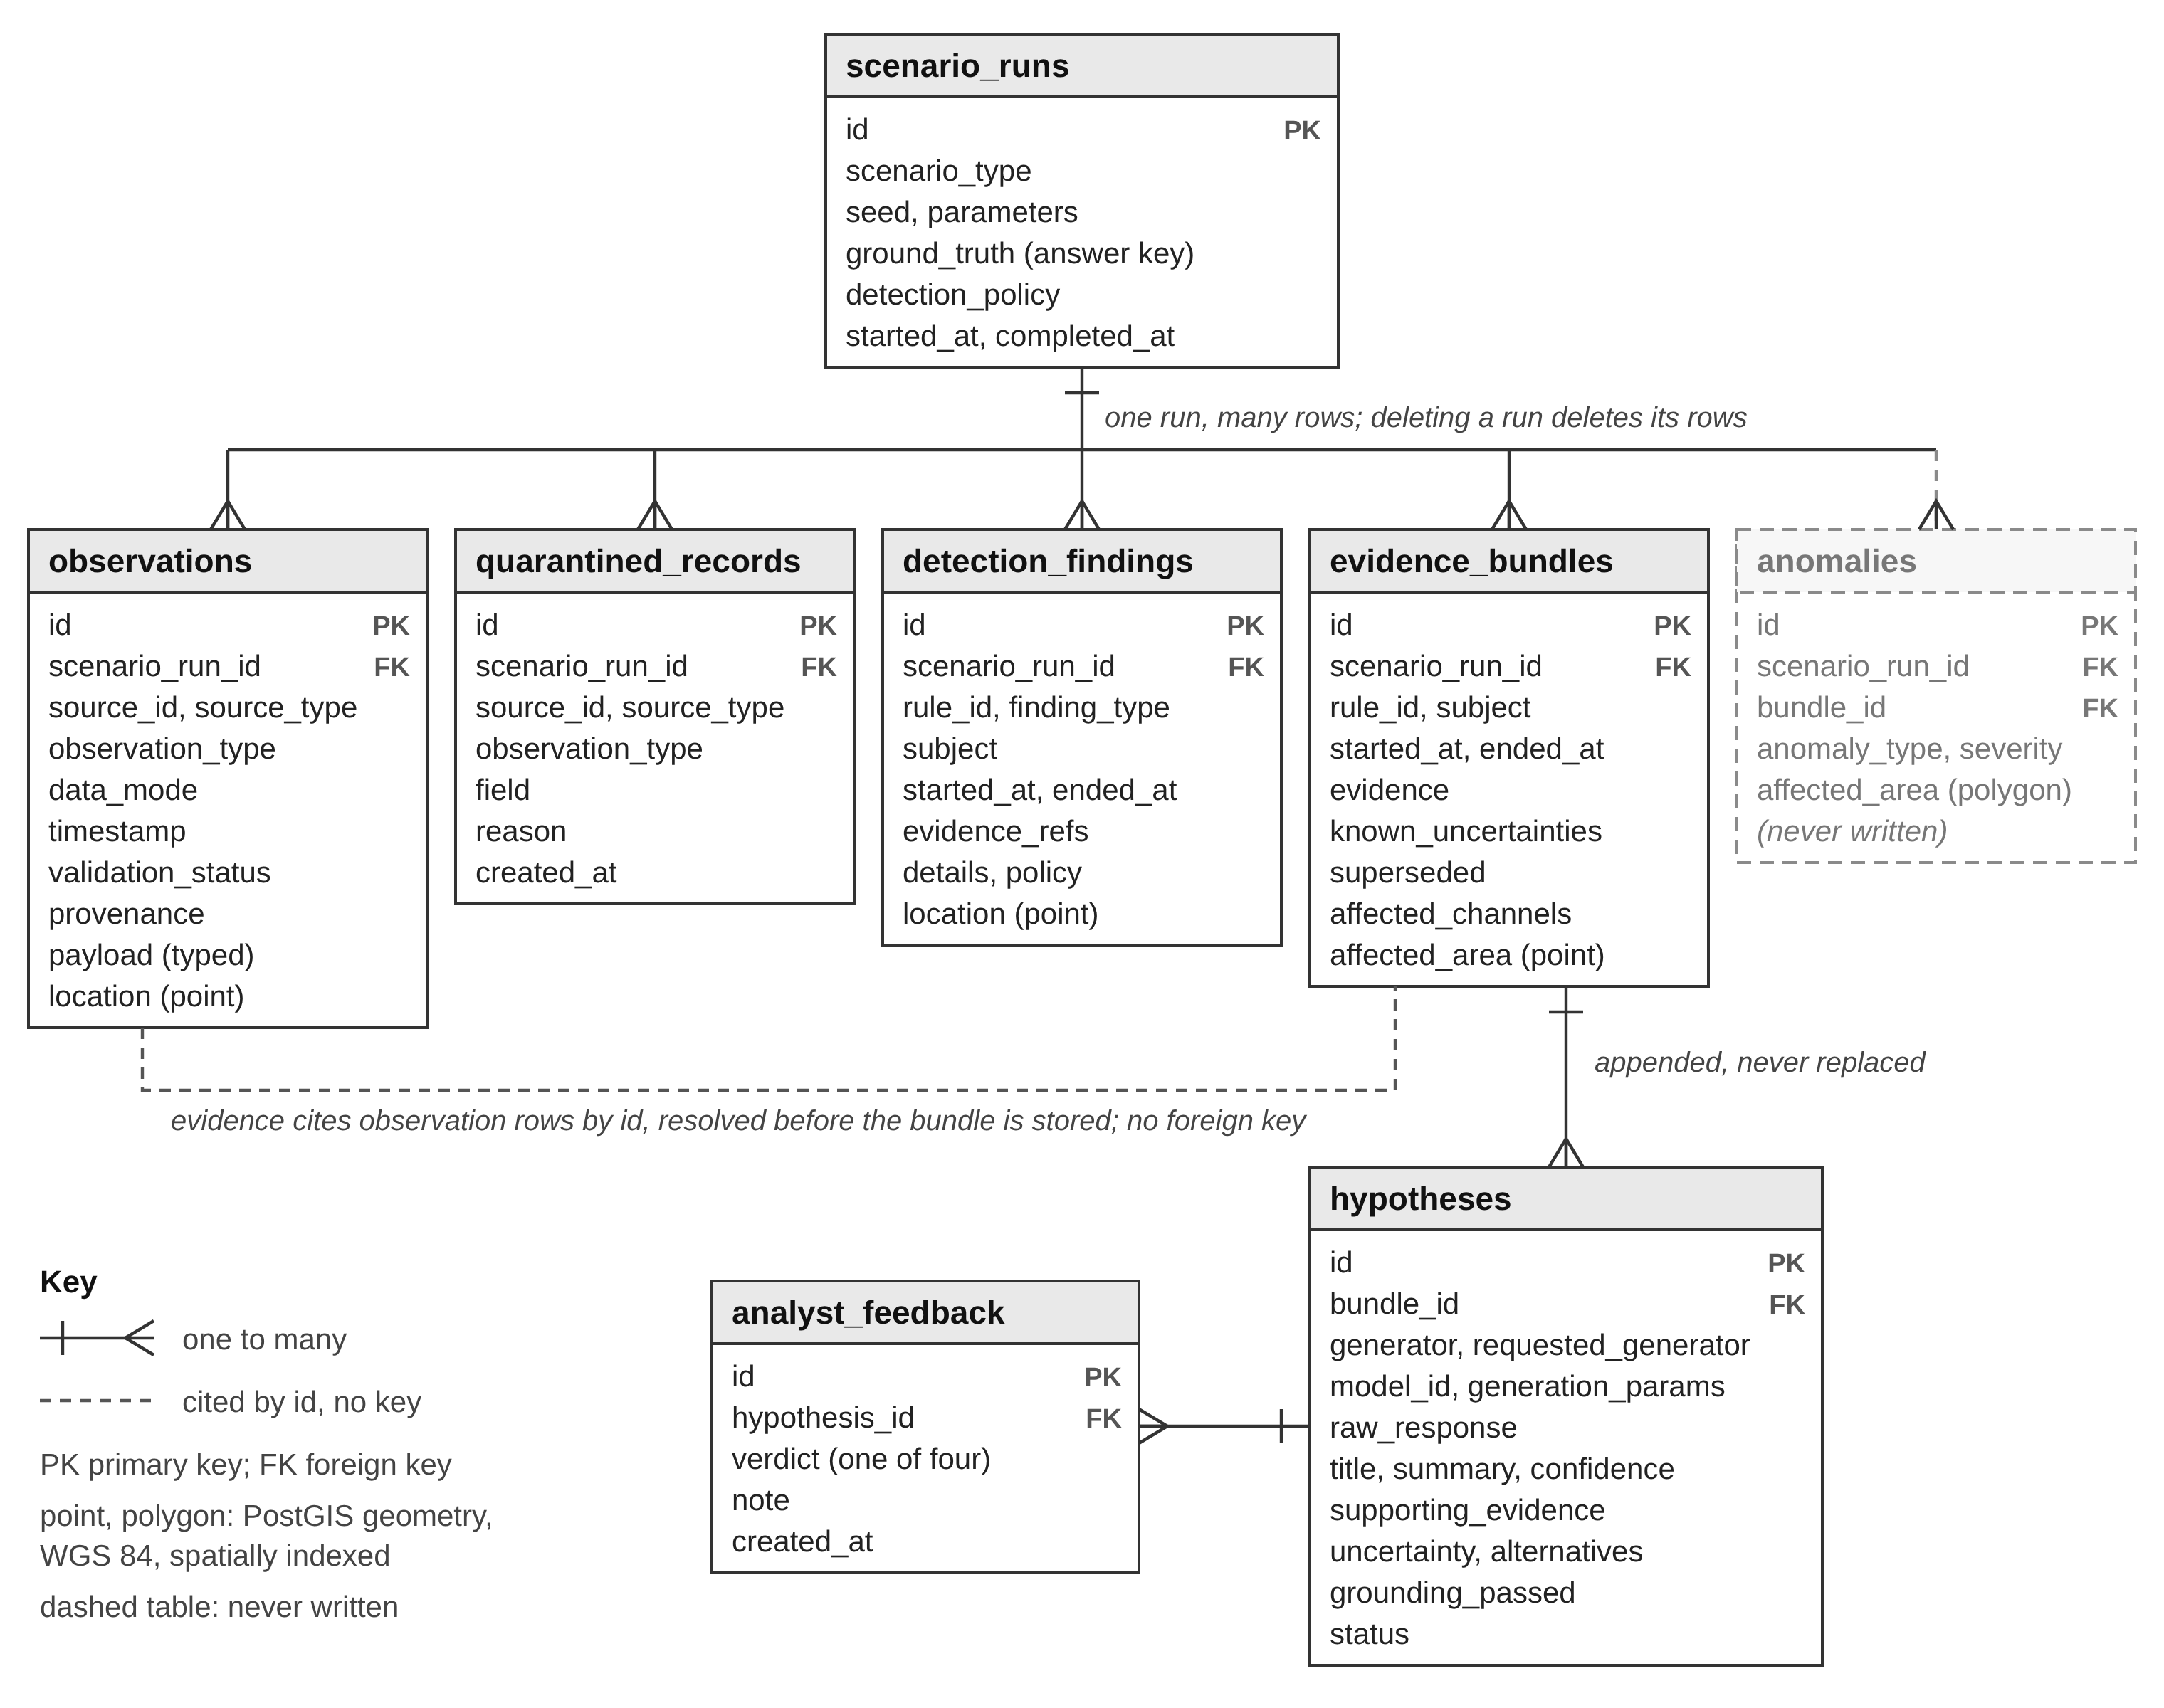 scenario_runs
id PK
scenario_type
seed, parameters
ground_truth (answer key)
detection_policy
started_at, completed_at
one run, many rows; deleting a run deletes its rows
observations
id PK
scenario_run_id FK
source_id, source_type
observation_type
data_mode
timestamp
validation_status
provenance
payload (typed)
location (point)
quarantined_records
id PK
scenario_run_id FK
source_id, source_type
observation_type
field
reason
created_at
detection_findings
id PK
scenario_run_id FK
rule_id, finding_type
subject
started_at, ended_at
evidence_refs
details, policy
location (point)
evidence_bundles
id PK
scenario_run_id FK
rule_id, subject
started_at, ended_at
evidence
known_uncertainties
superseded
affected_channels
affected_area (point)
anomalies
id PK
scenario_run_id FK
bundle_id FK
anomaly_type, severity
affected_area (polygon)
(never written)
appended, never replaced
evidence cites observation rows by id, resolved before the bundle is stored; no foreign key
hypotheses
id PK
bundle_id FK
generator, requested_generator
model_id, generation_params
raw_response
title, summary, confidence
supporting_evidence
uncertainty, alternatives
grounding_passed
status
analyst_feedback
id PK
hypothesis_id FK
verdict (one of four)
note
created_at
Key
one to many
cited by id, no key
PK primary key; FK foreign key
point, polygon: PostGIS geometry,
WGS 84, spatially indexed
dashed table: never written